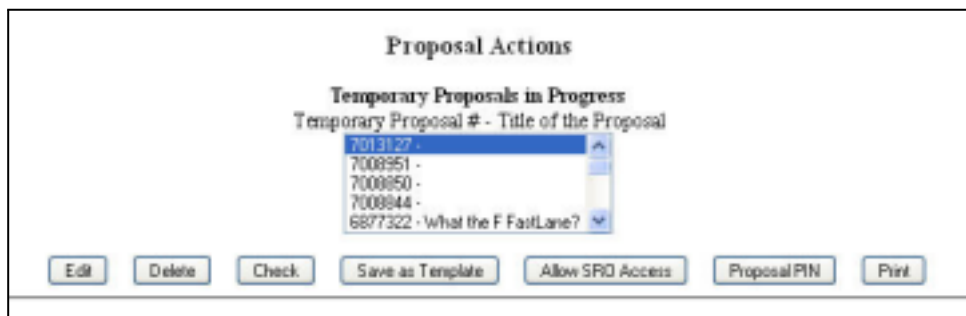 Proposal Actions
Temporary Proposals in Progress
Temporary Proposal # - Title of the Proposal
7013127 -
7008951 -
7008850 -
7008844 -
6877322 - What the F FastLane?
Edit Delete Check Save as Template Allow SRO Access Proposal PIN Print